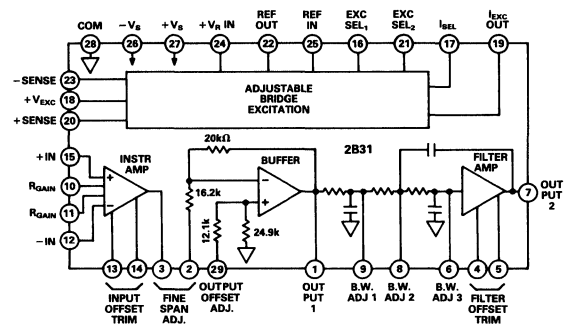 COM
– VS
+VS
+VR IN
REF OUT
REF IN
EXC SEL1
EXC SEL2
ISEL
IEXC OUT
28
26
27
24
22
25
16
21
17
19
– SENSE 23
+ VEXC 18
+ SENSE 20
ADJUSTABLE
BRIDGE
EXCITATION
20kΩ
2B31
+IN 15
INSTR
AMP
BUFFER
FILTER
AMP
RGAIN 10
RGAIN 11
–IN 12
16.2k
12.1k
24.9k
7 OUT PUT 2
13
14
3
2
29
1
9
8
6
4
5
INPUT
OFFSET
TRIM
FINE
SPAN
ADJ.
OUTPUT
OFFSET
ADJ.
OUT
PUT
1
B.W.
ADJ 1
B.W.
ADJ 2
B.W.
ADJ 3
FILTER
OFFSET
TRIM